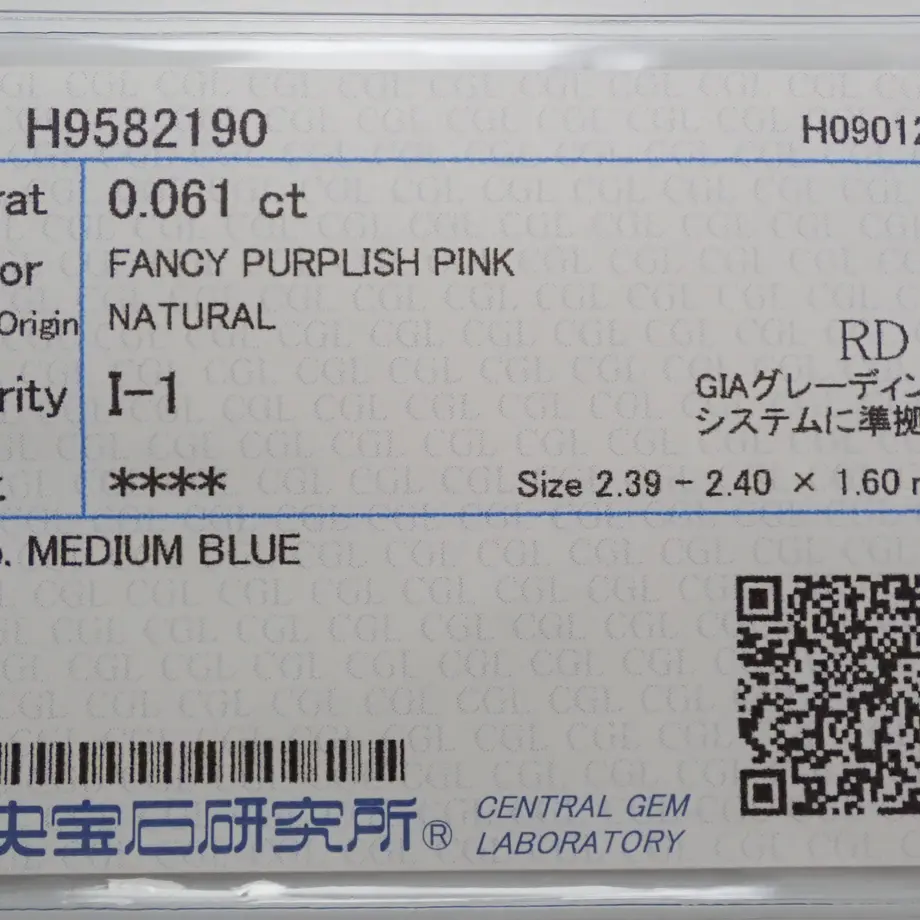 H9582190 H09012
rat 0.061 ct
or FANCY PURPLISH PINK
Origin NATURAL
RD
rity I-1
GIAグレーディン
システムに準拠
**** Size 2.39 - 2.40 × 1.60
. MEDIUM BLUE
央宝石研究所® CENTRAL GEM
LABORATORY